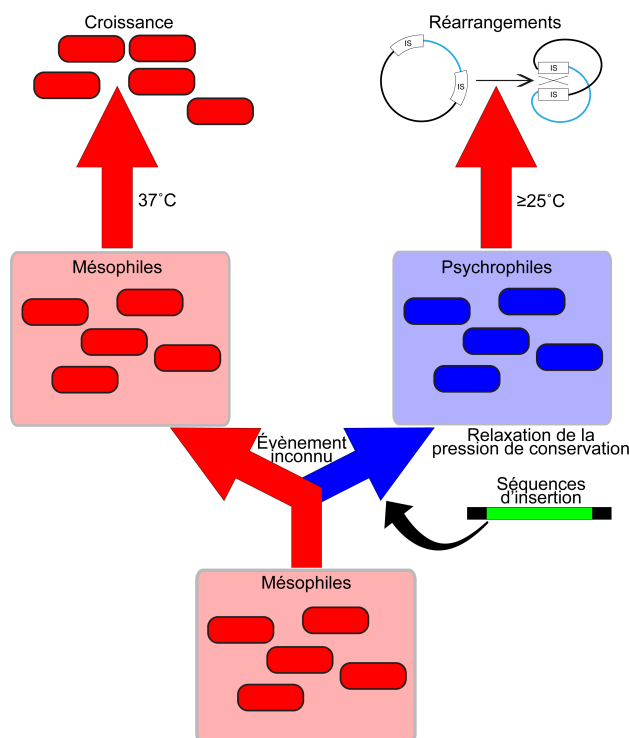 Croissance
Réarrangements
IS
IS
IS
IS
37˚C
≥25˚C
Mésophiles
Psychrophiles
Évènement
inconnu
Relaxation de la
pression de conservation
Séquences
d'insertion
Mésophiles